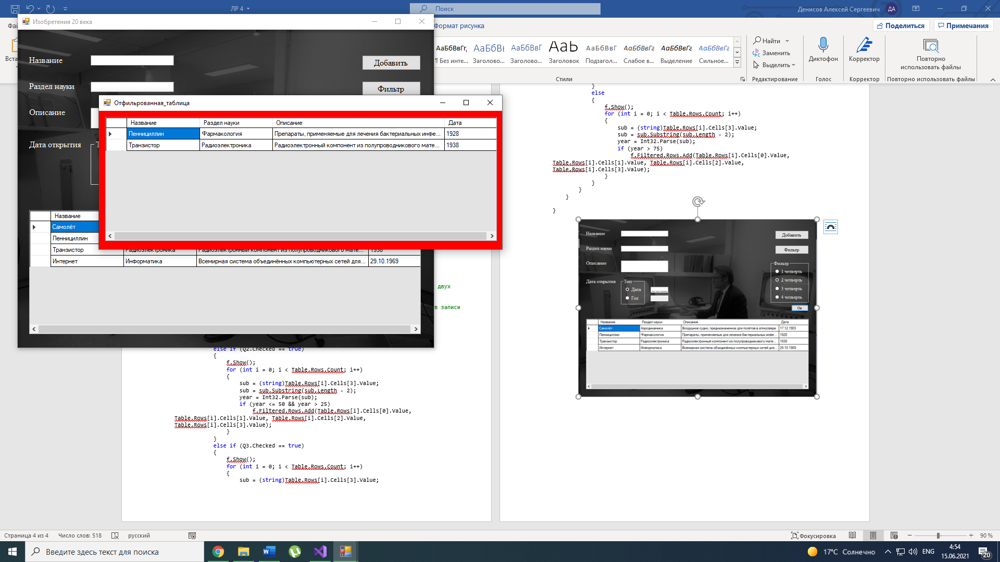 ЛР 4
Поиск
Денисов Алексей Сергеевич
ДА
Формат рисунка
Поделиться
Примечания
АаБбВвГг,
АаБбВвГ
АаБбВвГ
АаБбВвГг
АаБбВвГг
АаБбВвГг
¶ Без инте...
Заголово...
Заголово...
Заголовок
Подзагол...
Слабое в...
Выделение
Сильное...
Стили
Найти
Заменить
Выделить
Редактирование
Диктофон
Голос
Корректор
Корректор
Повторно
использовать файлы
Повторно использовать файлы
Изобретения 20 века
Название
Раздел науки
Описание
Дата открытия
Добавить
Фильтр
Отфильрованная_таблица
Название Раздел науки Описание Дата
Пеннициллин Фармакология Препараты, применяемые для лечения бактериальных инфе... 1928
Транзистор Радиоэлектроника Радиоэлектронный компонент из полупроводникового мате... 1938
Название
Самолёт
Пеннициллин
Транзистор Радиоэлектроника Радиоэлектронный компонент из полупроводникового мате... 1938
Интернет Информатика Всемирная система объединённых компьютерных сетей для... 29.10.1969
двух
в записи
else if (Q2.Checked == true)
{
f.Show();
for (int i = 0; i < Table.Rows.Count; i++)
{
sub = (string)Table.Rows[i].Cells[3].Value;
sub = sub.Substring(sub.Length - 2);
year = Int32.Parse(sub);
if (year <= 50 && year > 25)
f.Filtered.Rows.Add(Table.Rows[i].Cells[0].Value,
Table.Rows[i].Cells[1].Value, Table.Rows[i].Cells[2].Value,
Table.Rows[i].Cells[3].Value);
}
}
else if (Q3.Checked == true)
{
f.Show();
for (int i = 0; i < Table.Rows.Count; i++)
{
sub = (string)Table.Rows[i].Cells[3].Value;
}
else
{
f.Show();
for (int i = 0; i < Table.Rows.Count; i++)
{
sub = (string)Table.Rows[i].Cells[3].Value;
sub = sub.Substring(sub.Length - 2);
year = Int32.Parse(sub);
if (year > 75)
f.Filtered.Rows.Add(Table.Rows[i].Cells[0].Value,
Table.Rows[i].Cells[1].Value, Table.Rows[i].Cells[2].Value,
Table.Rows[i].Cells[3].Value);
}
}
}
}
}
Название
Раздел науки
Описание
Дата открытия
Тип
Дата
Год
Добавить
Фильтр
Фильтр
1 четверть
2 четверть
3 четверть
4 четверть
Ок
Название Раздел науки Описание Дата
Самолёт Аэродинамика Воздушное судно, предназначенное для полётов в атмосфере 17.12.1903
Пеннициллин Фармакология Препараты, применяемые для лечения бактериальных инфе... 1928
Транзистор Радиоэлектроника Радиоэлектронный компонент из полупроводникового мате... 1938
Интернет Информатика Всемирная система объединённых компьютерных сетей для... 29.10.1969
Страница 4 из 4
Число слов: 518
русский
Фокусировка
90 %
Введите здесь текст для поиска
17°C Солнечно
ENG
4:54
15.06.2021
20